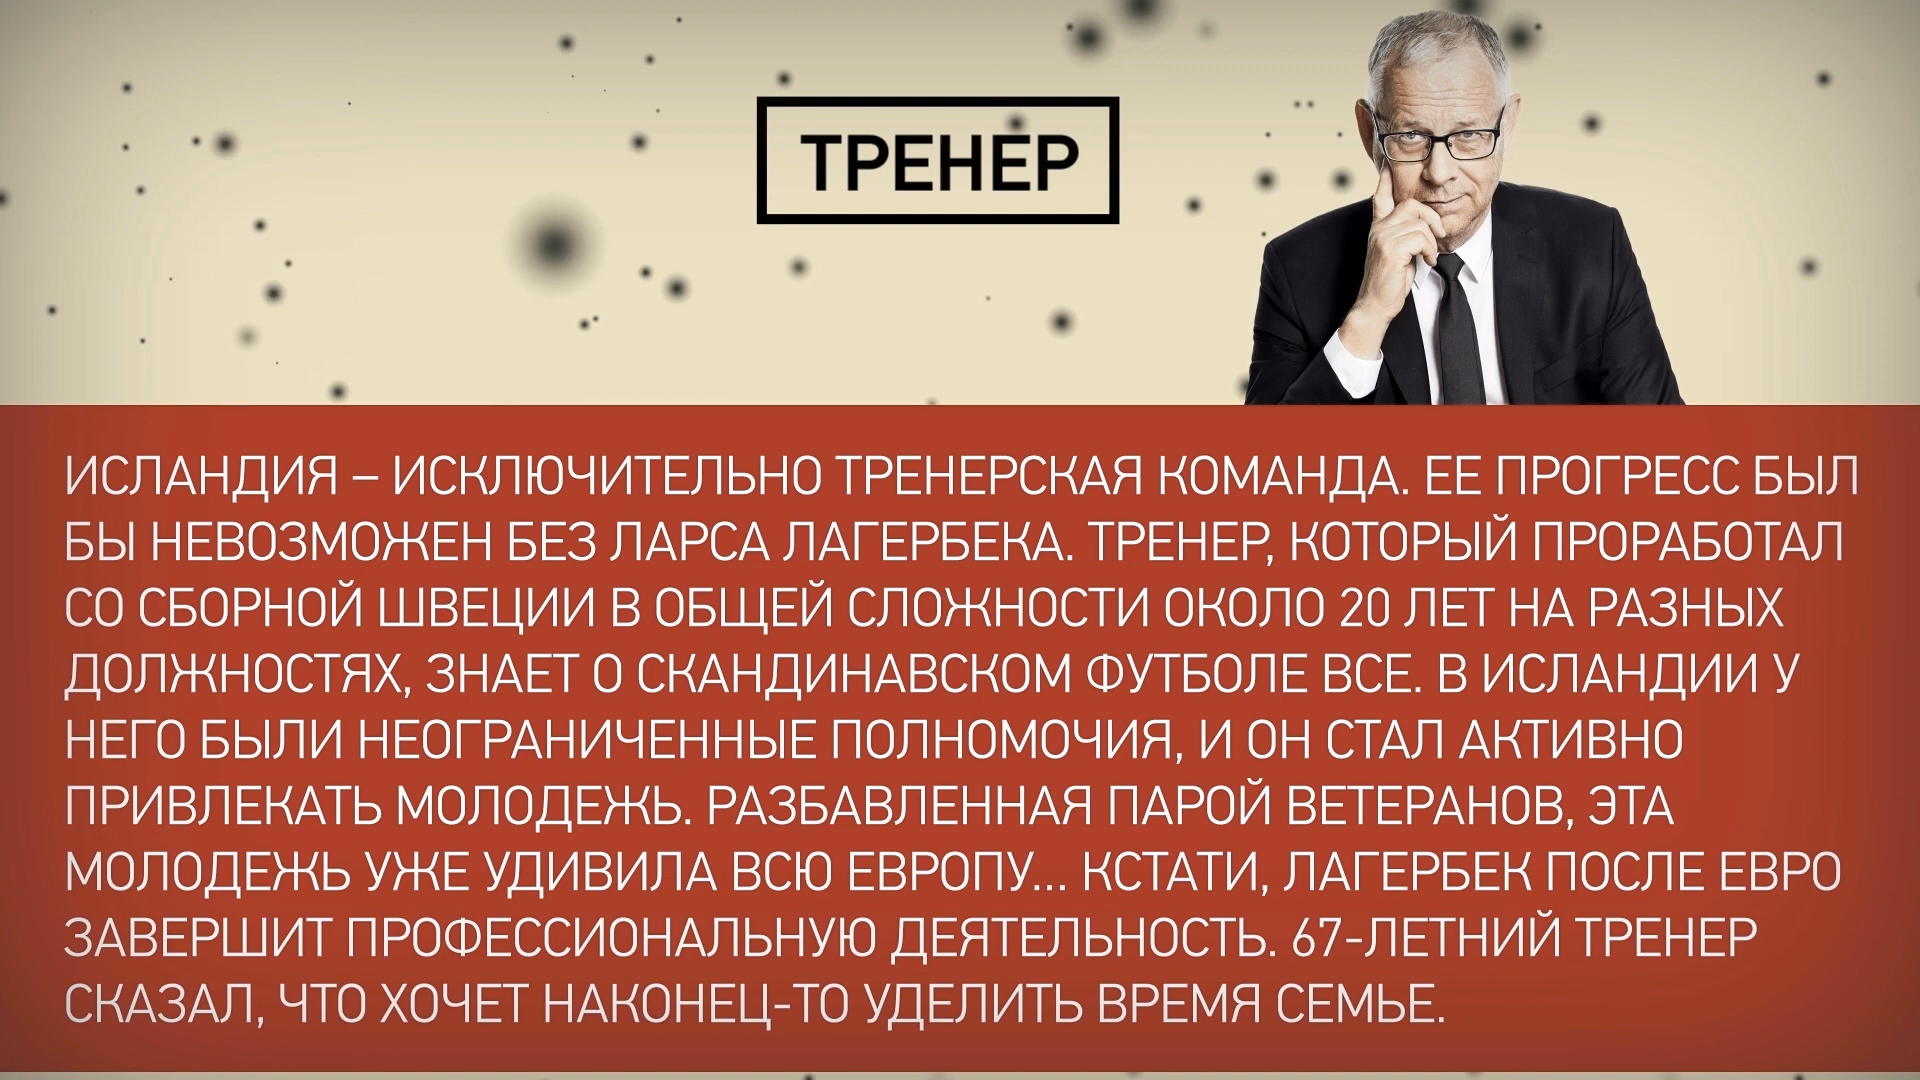 ТРЕНЕР
ИСЛАНДИЯ – ИСКЛЮЧИТЕЛЬНО ТРЕНЕРСКАЯ КОМАНДА. ЕЕ ПРОГРЕСС БЫЛ
БЫ НЕВОЗМОЖЕН БЕЗ ЛАРСА ЛАГЕРБЕКА. ТРЕНЕР, КОТОРЫЙ ПРОРАБОТАЛ
СО СБОРНОЙ ШВЕЦИИ В ОБЩЕЙ СЛОЖНОСТИ ОКОЛО 20 ЛЕТ НА РАЗНЫХ
ДОЛЖНОСТЯХ, ЗНАЕТ О СКАНДИНАВСКОМ ФУТБОЛЕ ВСЕ. В ИСЛАНДИИ У
НЕГО БЫЛИ НЕОГРАНИЧЕННЫЕ ПОЛНОМОЧИЯ, И ОН СТАЛ АКТИВНО
ПРИВЛЕКАТЬ МОЛОДЕЖЬ. РАЗБАВЛЕННАЯ ПАРОЙ ВЕТЕРАНОВ, ЭТА
МОЛОДЕЖЬ УЖЕ УДИВИЛА ВСЮ ЕВРОПУ... КСТАТИ, ЛАГЕРБЕК ПОСЛЕ ЕВРО
ЗАВЕРШИТ ПРОФЕССИОНАЛЬНУЮ ДЕЯТЕЛЬНОСТЬ. 67-ЛЕТНИЙ ТРЕНЕР
СКАЗАЛ, ЧТО ХОЧЕТ НАКОНЕЦ-ТО УДЕЛИТЬ ВРЕМЯ СЕМЬЕ.